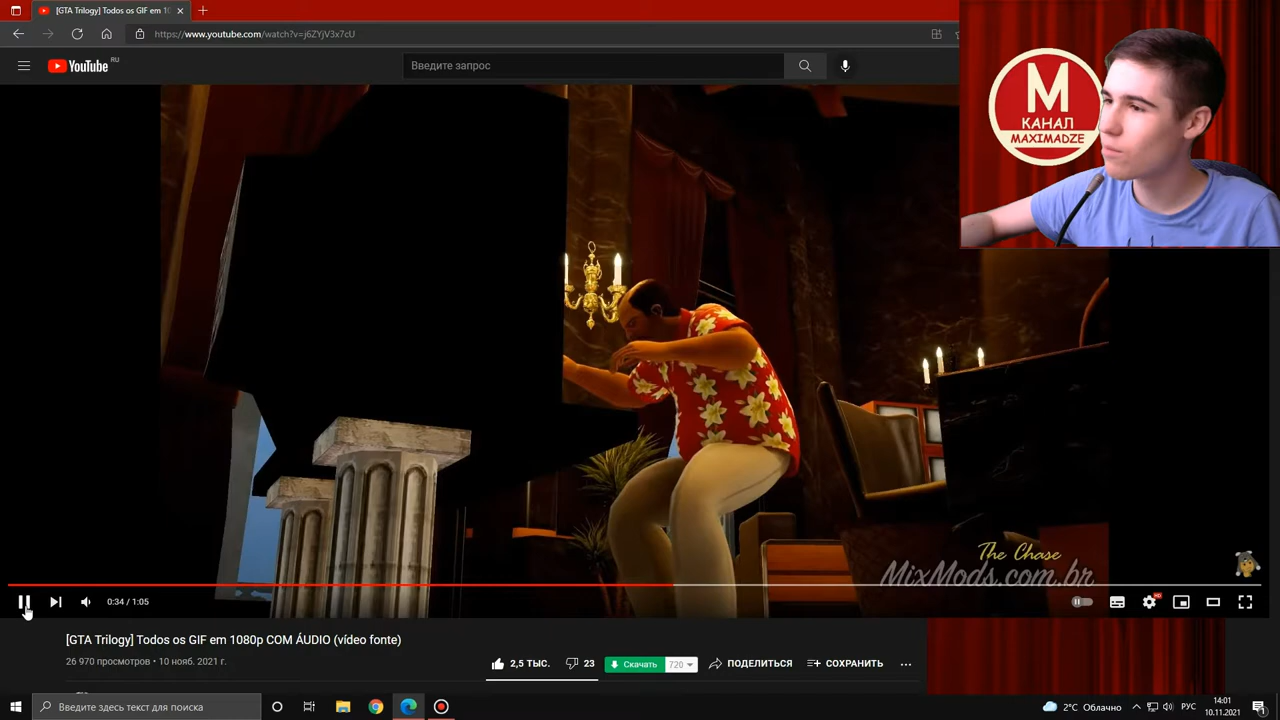 [GTA Trilogy] Todos os GIF em 10
https://www.youtube.com/watch?v=j6ZYjV3x7cU
YouTube RU
Введите запрос
М
КАНАЛ
MAXIMADZE
The Chase
MixMods.com.br
0:34 / 1:05
HD
[GTA Trilogy] Todos os GIF em 1080p COM ÁUDIO (vídeo fonte)
26 970 просмотров • 10 нояб. 2021 г.
2,5 ТЫС.
23
Скачать
720
ПОДЕЛИТЬСЯ
СОХРАНИТЬ
Введите здесь текст для поиска
2°C Облачно
РУС
14:01
10.11.2021
1